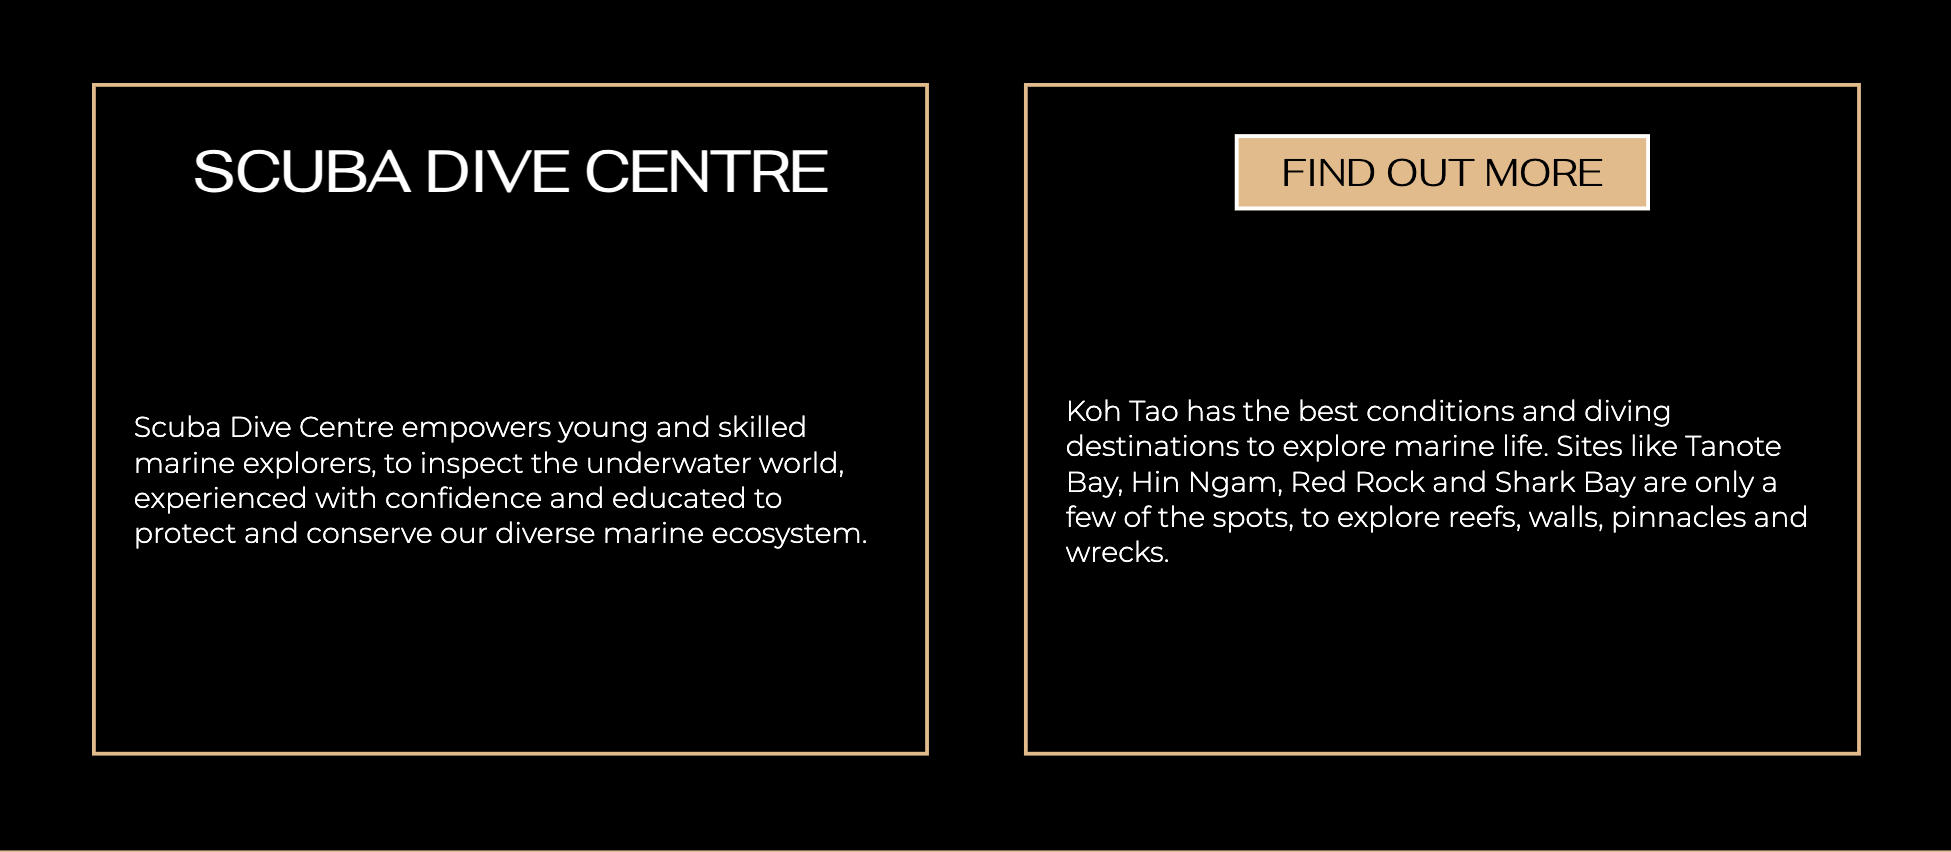 SCUBA DIVE CENTRE
Scuba Dive Centre empowers young and skilled
marine explorers, to inspect the underwater world,
experienced with confidence and educated to
protect and conserve our diverse marine ecosystem.
FIND OUT MORE
Koh Tao has the best conditions and diving
destinations to explore marine life. Sites like Tanote
Bay, Hin Ngam, Red Rock and Shark Bay are only a
few of the spots, to explore reefs, walls, pinnacles and
wrecks.